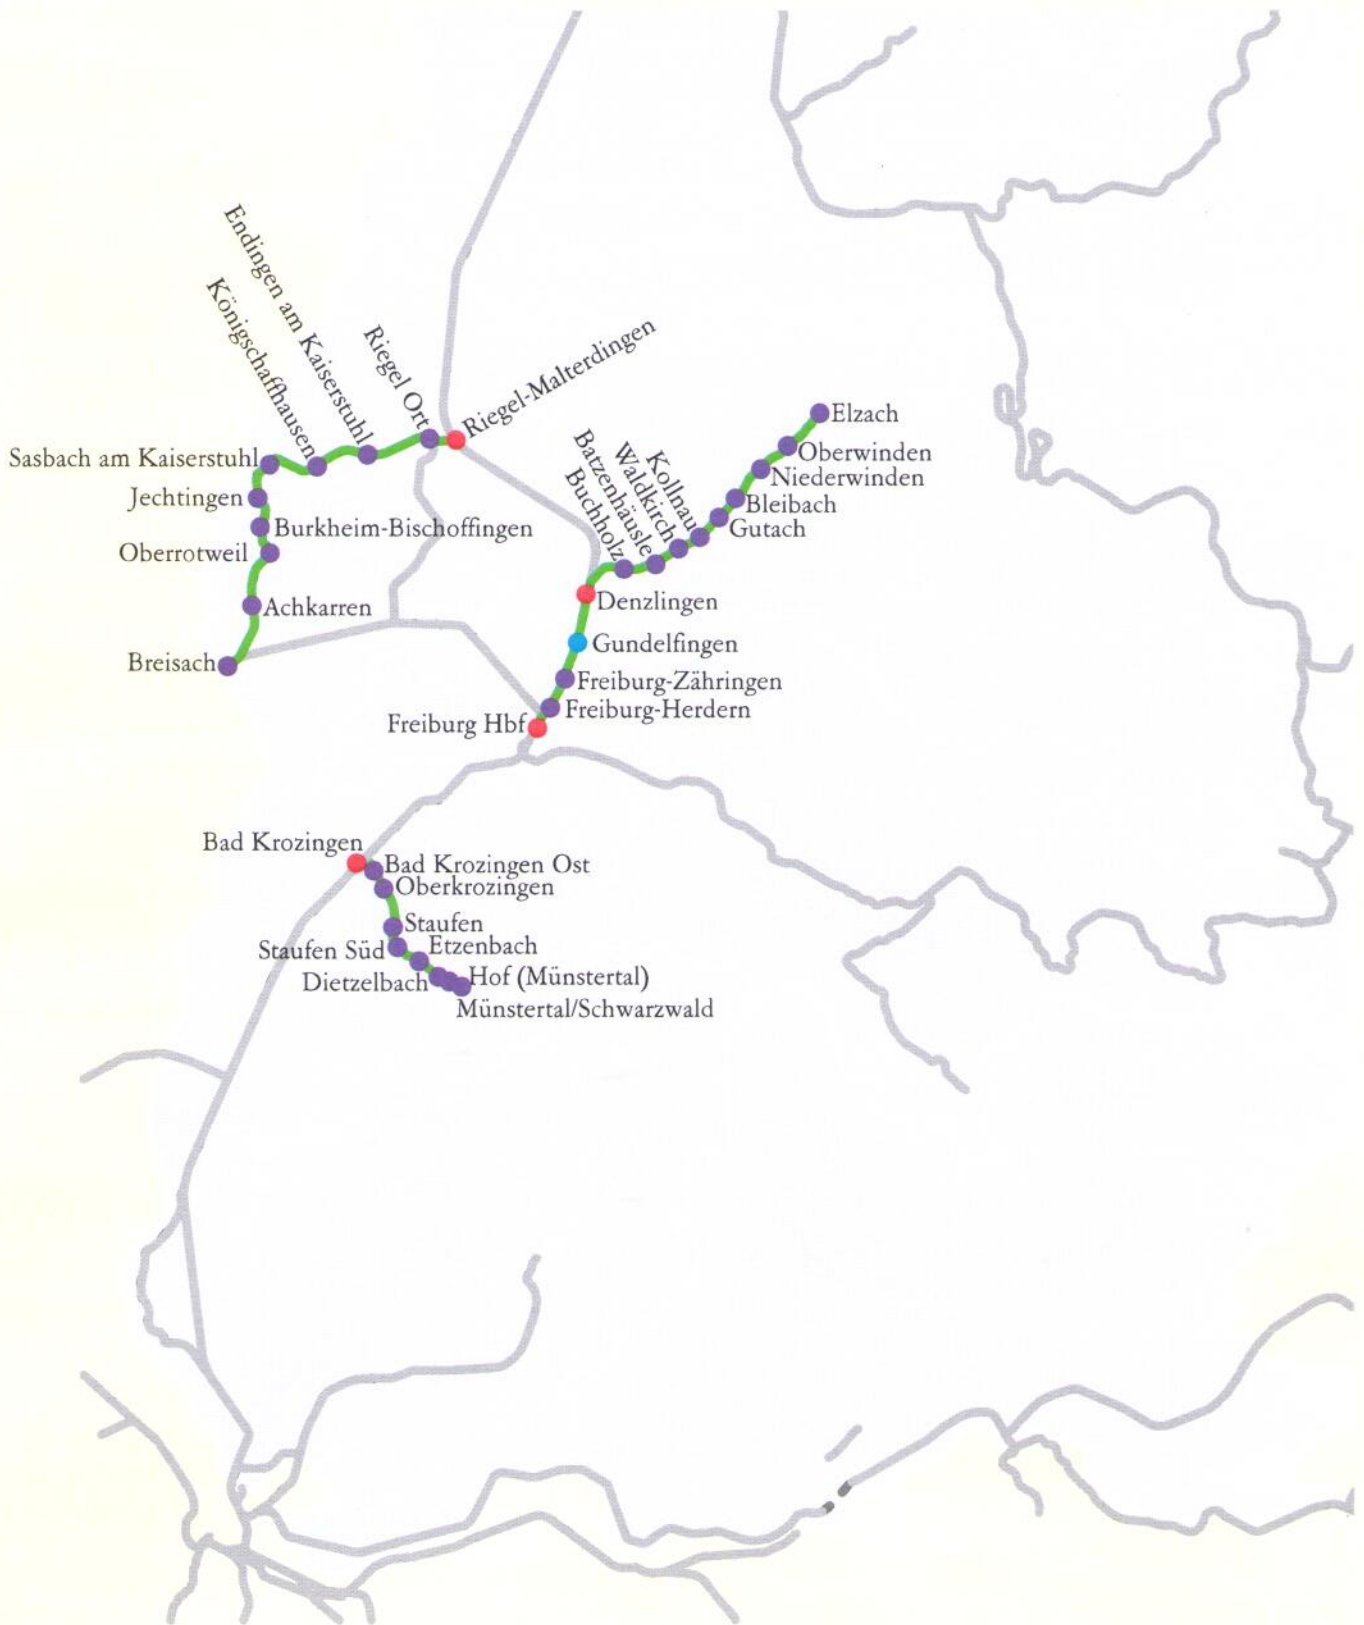 Endingen am Kaiserstuhl
Königschaffhausen
Riegel Ort
Riegel-Malterdingen
Sasbach am Kaiserstuhl
Jechtingen
Burkheim-Bischoffingen
Oberrotweil
Achkarren
Breisach
Elzach
Oberwinden
Niederwinden
Bleibach
Gutach
Kollnau
Waldkirch
Batzenhäusle
Buchholz
Denzlingen
Gundelfingen
Freiburg-Zähringen
Freiburg-Herdern
Freiburg Hbf
Bad Krozingen
Bad Krozingen Ost
Oberkrozingen
Staufen
Staufen Süd
Etzenbach
Dietzelbach
Hof (Münstertal)
Münstertal/Schwarzwald